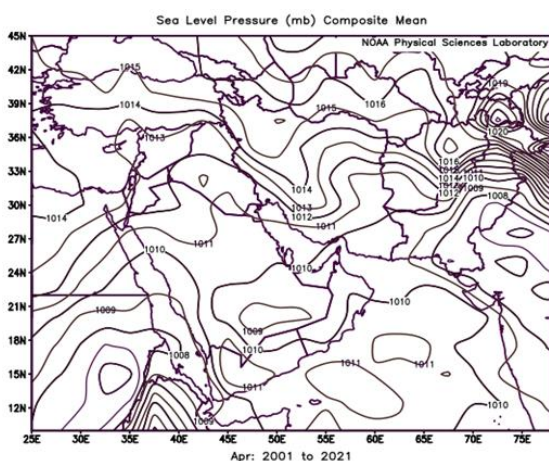 Sea Level Pressure (mb) Composite Mean
NOAA Physical Sciences Laboratory
45N
42N
39N
36N
33N
30N
27N
24N
21N
18N
15N
12N
1015
1014
1013
1015
1016
1019
1020
1016
1014
1010
1012
1009
1008
1014
1013
1012
1011
1014
1010
1011
1010
1010
1009
1009
1010
1008
1011
1011
1011
1010
1009
25E
30E
35E
40E
45E
50E
55E
60E
65E
70E
75E
Apr: 2001 to 2021